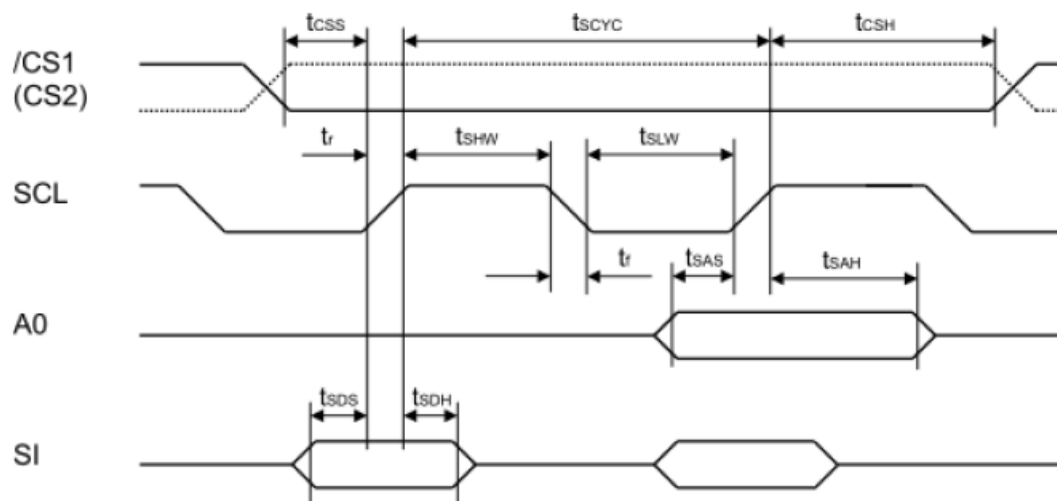 tCSS
tSCYC
tCSH
/CS1
(CS2)
tr
tSHW
tSLW
SCL
tf
tSAS
tSAH
A0
tSDS
tSDH
SI